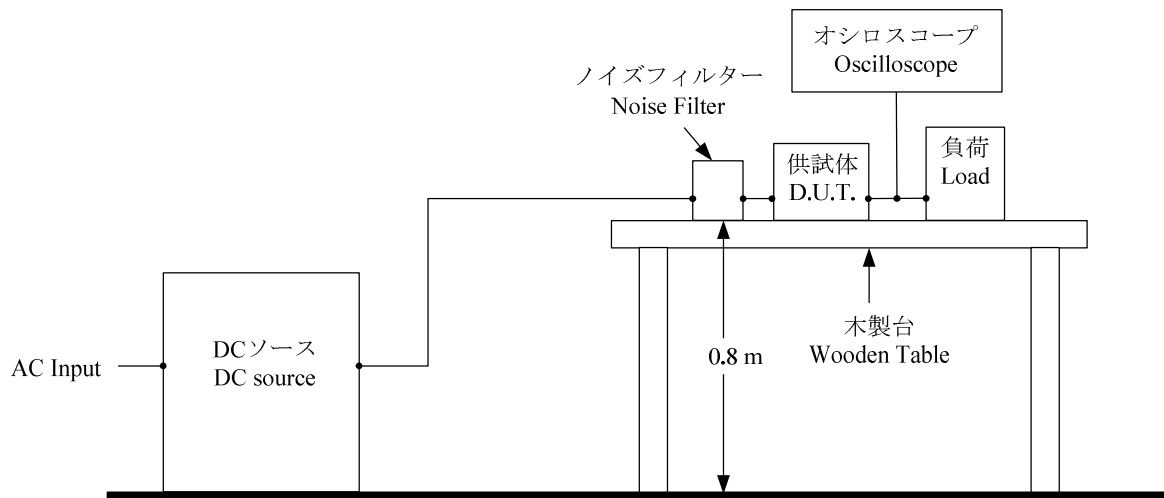 オシロスコープ
Oscilloscope
ノイズフィルター
Noise Filter
供試体
D.U.T.
負荷
Load
DCソース
DC source
AC Input
0.8 m
木製台
Wooden Table